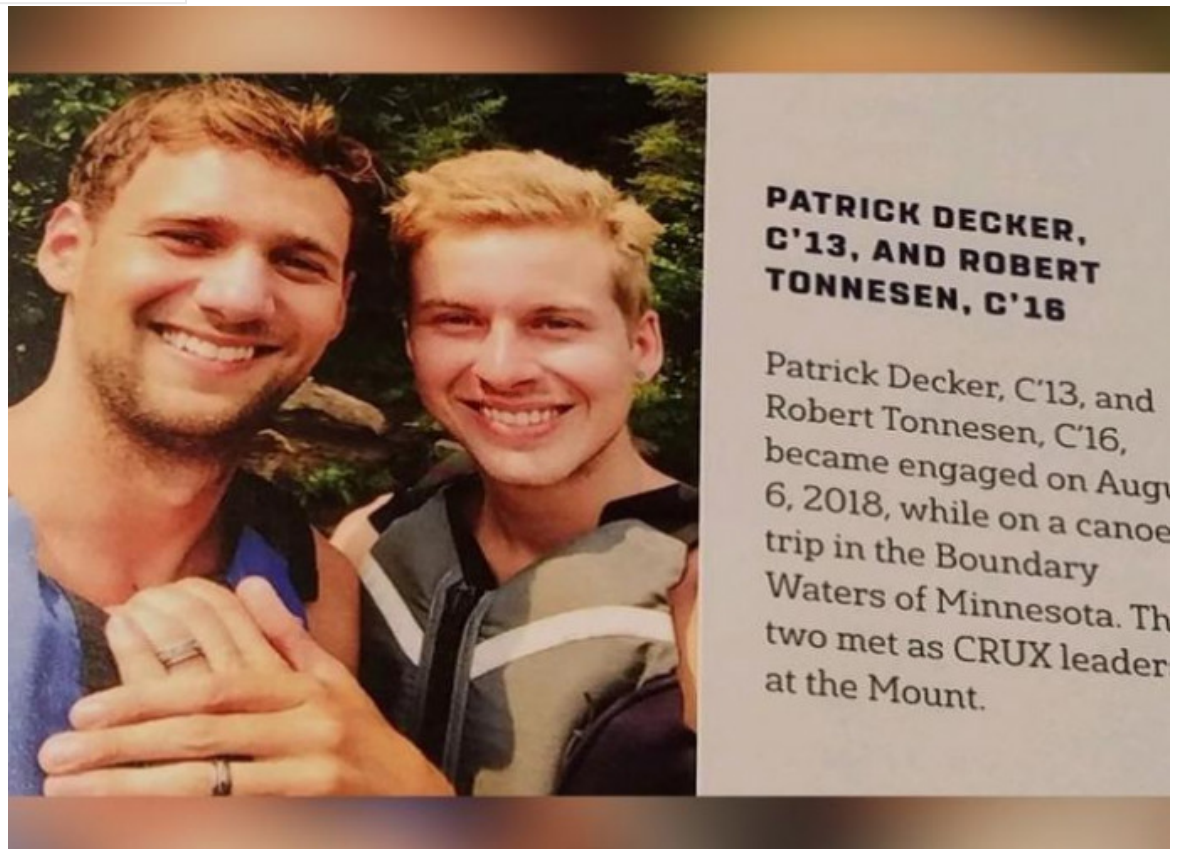 PATRICK DECKER,
C'13, AND ROBERT
TONNESEN, C'16
Patrick Decker, C'13, and
Robert Tonnesen, C'16,
became engaged on Augu
6, 2018, while on a canoe
trip in the Boundary
Waters of Minnesota. Th
two met as CRUX leader
at the Mount.